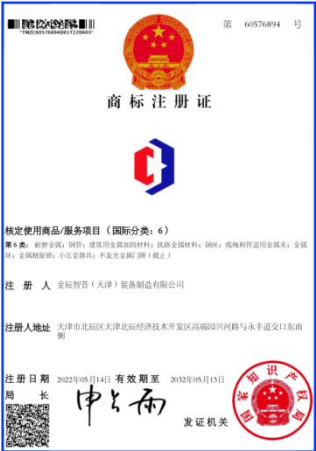 第 60576894 号
*TMZC60576894D01T220603*
商标注册证
核定使用商品/服务项目（国际分类：6）
第6类：耐磨金属；钢管；建筑用金属加固材料；铁路金属材料；钢丝；缆绳和管道用金属夹；金属
环；金属制窗锁；小五金器具；不发光金属门牌（截止）
注 册 人 金辰智荟（天津）装备制造有限公司
注册人地址 天津市北辰区天津北辰经济技术开发区高端园兴河路与永丰道交口东南
侧
注册日期 2022年05月14日 有效期至 2032年05月13日
局 长 申长雨
发证机关
国家知识产权局